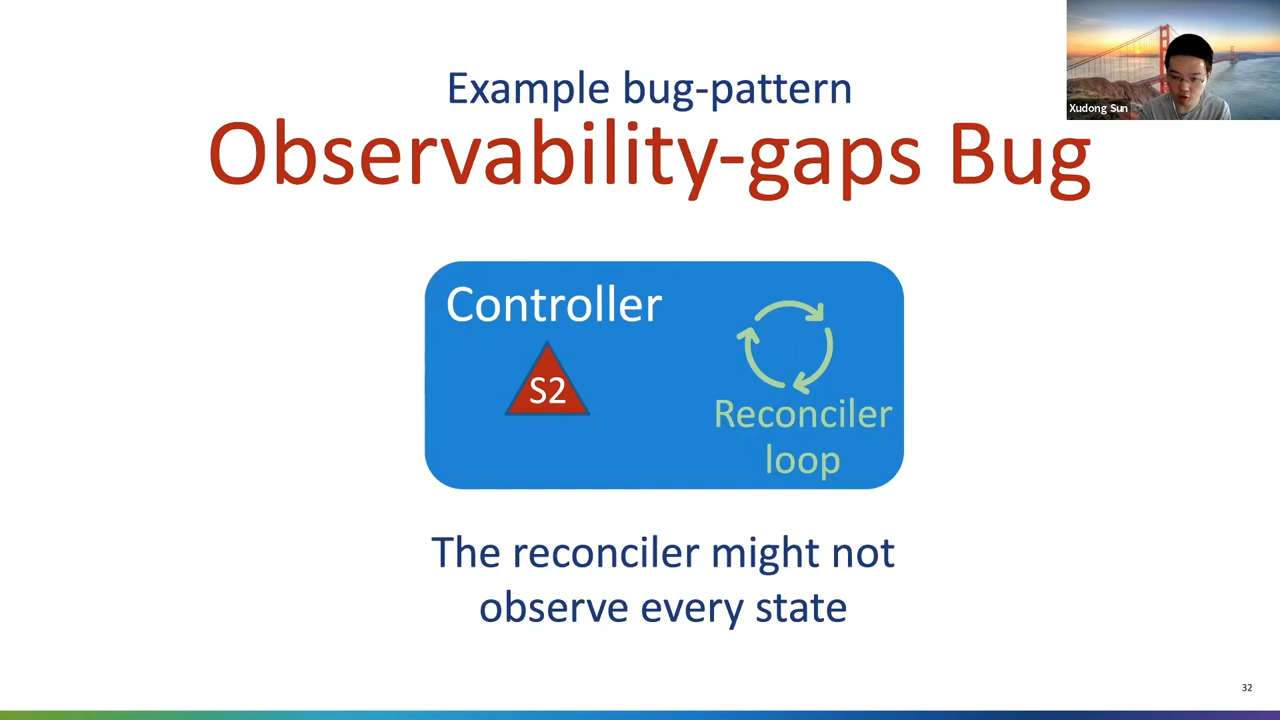 Example bug-pattern
Observability-gaps Bug
Xudong Sun
Controller
S2
Reconciler
loop
The reconciler might not
observe every state
32